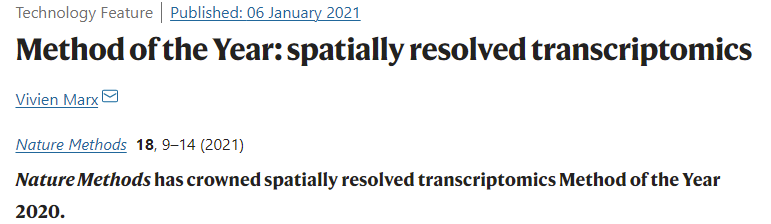 Technology Feature | Published: 06 January 2021
Method of the Year: spatially resolved transcriptomics
Vivien Marx
Nature Methods 18, 9–14 (2021)
Nature Methods has crowned spatially resolved transcriptomics Method of the Year
2020.